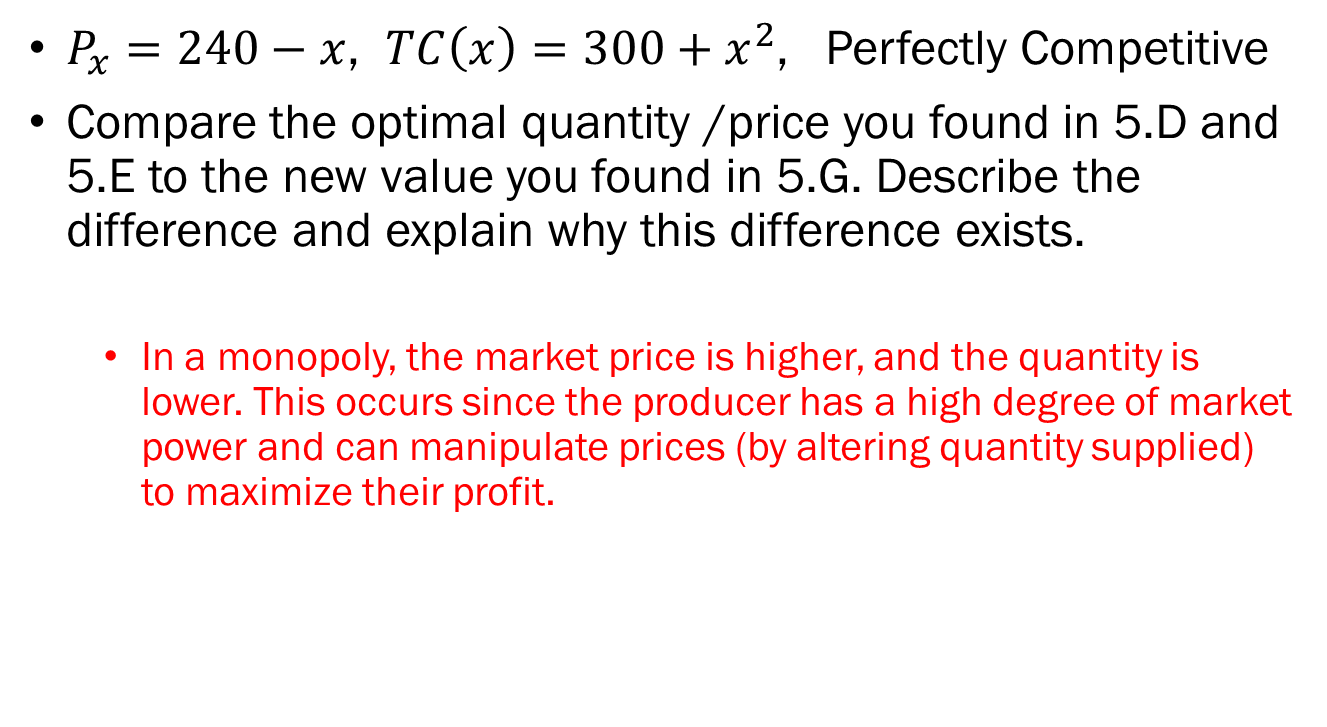 • 𝑃ₓ = 240 − 𝑥, 𝑇𝐶(𝑥) = 300 + 𝑥², Perfectly Competitive
• Compare the optimal quantity /price you found in 5.D and
5.E to the new value you found in 5.G. Describe the
difference and explain why this difference exists.
• In a monopoly, the market price is higher, and the quantity is
lower. This occurs since the producer has a high degree of market
power and can manipulate prices (by altering quantity supplied)
to maximize their profit.